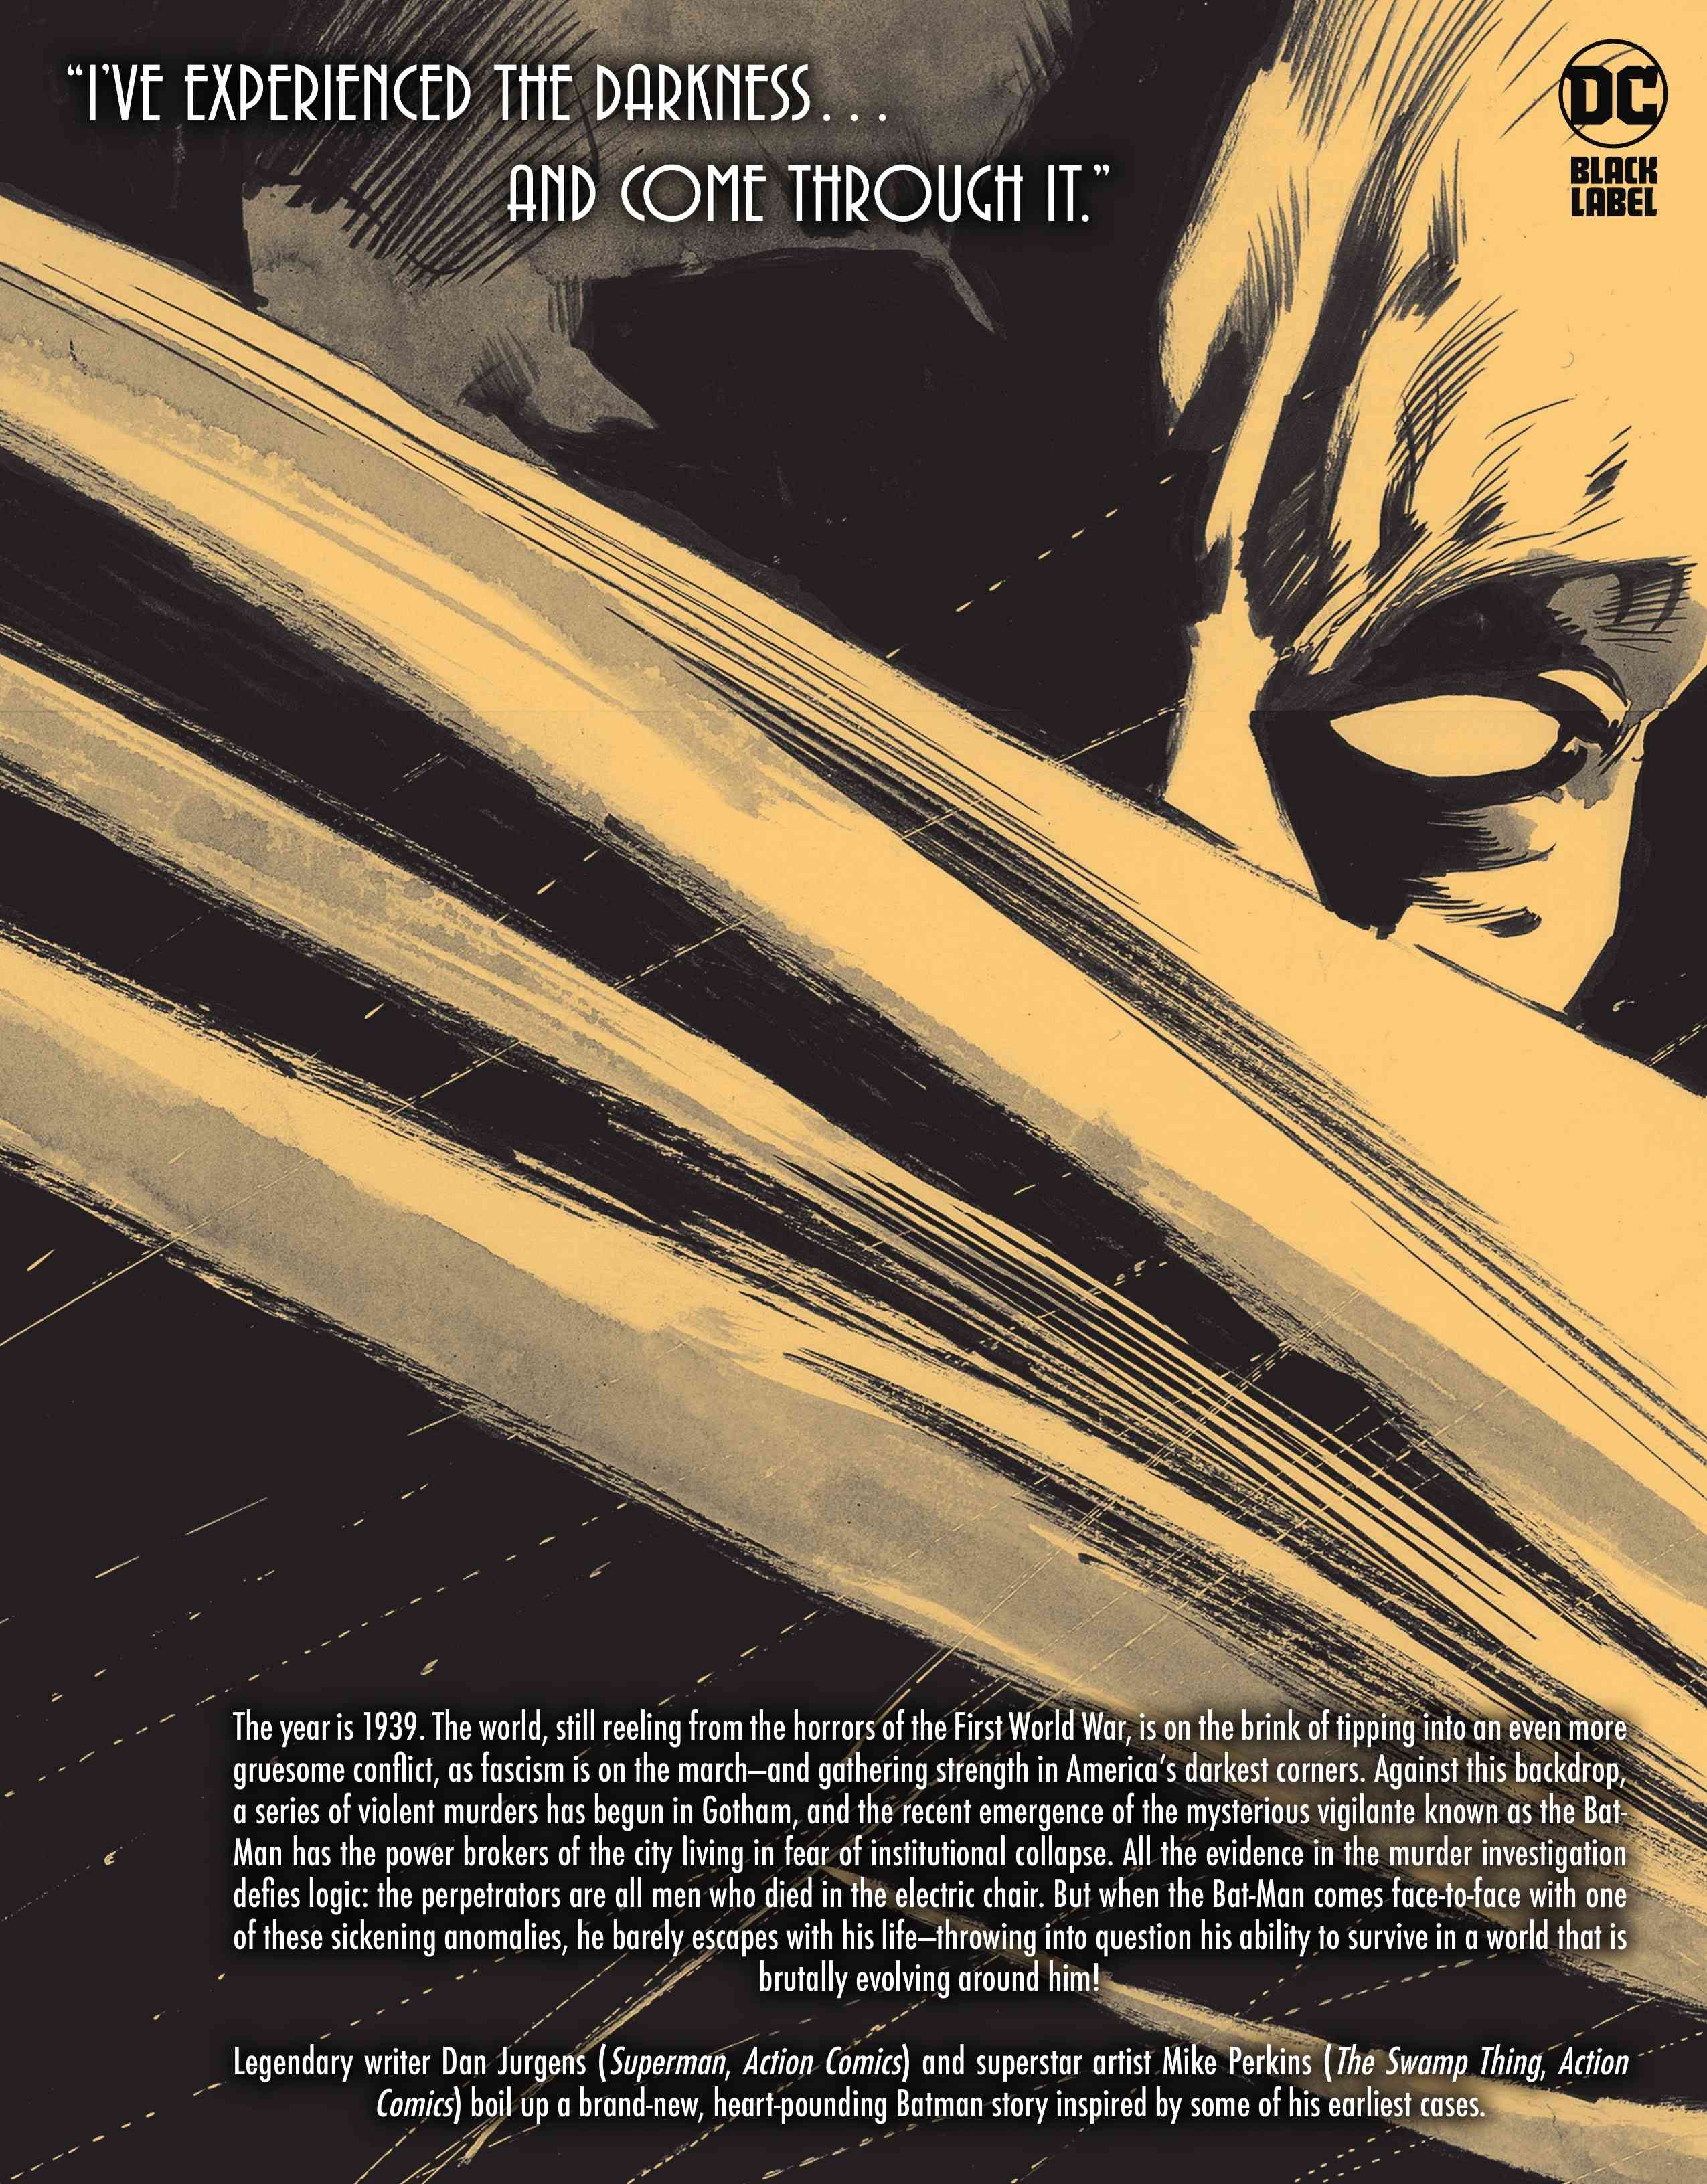 “I’VE EXPERIENCED THE DARKNESS...
AND COME THROUGH IT.”
DC
BLACK
LABEL
The year is 1939. The world, still reeling from the horrors of the First World War, is on the brink of tipping into an even more
gruesome conflict, as fascism is on the march—and gathering strength in America’s darkest corners. Against this backdrop,
a series of violent murders has begun in Gotham, and the recent emergence of the mysterious vigilante known as the Bat-
Man has the power brokers of the city living in fear of institutional collapse. All the evidence in the murder investigation
defies logic: the perpetrators are all men who died in the electric chair. But when the Bat-Man comes face-to-face with one
of these sickening anomalies, he barely escapes with his life—throwing into question his ability to survive in a world that is
brutally evolving around him!
Legendary writer Dan Jurgens (Superman, Action Comics) and superstar artist Mike Perkins (The Swamp Thing, Action
Comics) boil up a brand-new, heart-pounding Batman story inspired by some of his earliest cases.